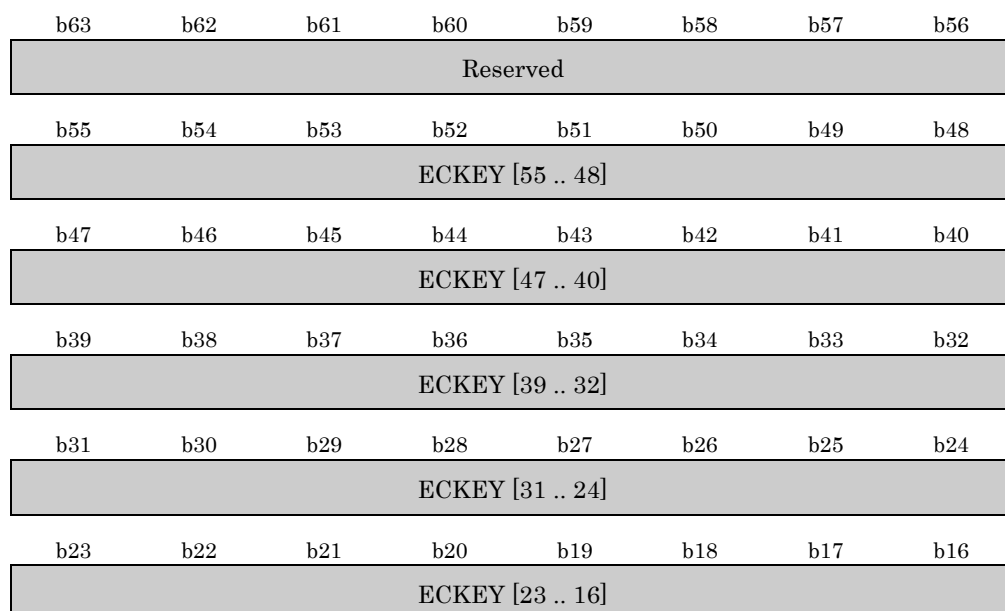 b63 b62 b61 b60 b59 b58 b57 b56
Reserved
b55 b54 b53 b52 b51 b50 b49 b48
ECKEY [55 .. 48]
b47 b46 b45 b44 b43 b42 b41 b40
ECKEY [47 .. 40]
b39 b38 b37 b36 b35 b34 b33 b32
ECKEY [39 .. 32]
b31 b30 b29 b28 b27 b26 b25 b24
ECKEY [31 .. 24]
b23 b22 b21 b20 b19 b18 b17 b16
ECKEY [23 .. 16]